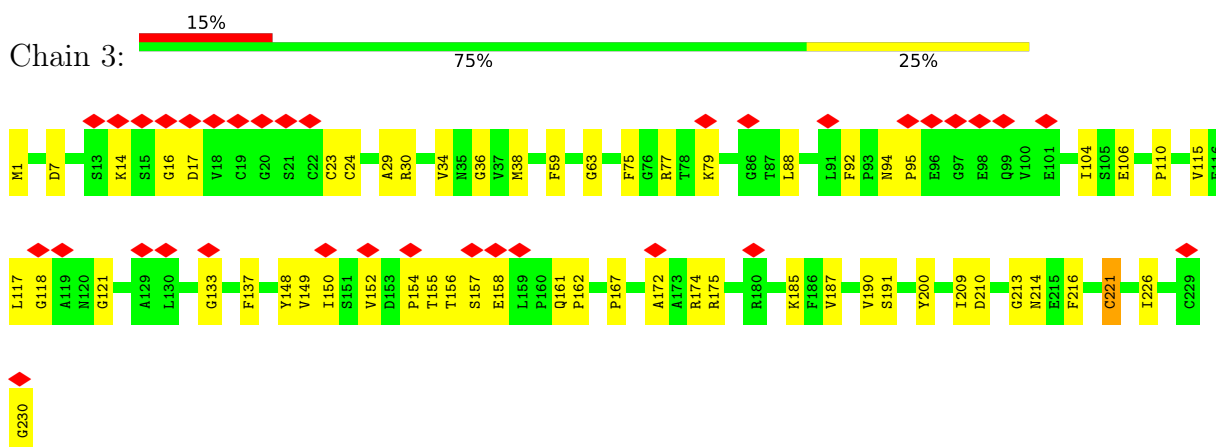 15%
Chain 3:
75% 25%
M1 D7 S13 K14 S15 G16 D17 V18 C19 G20 S21 C22 C23 C24 A29 R30 V34 N35 G36 V37 M38 F59 G63 F75 G76 R77 T78 K79 G86 T87 L88 L91 F92 P93 N94 P95 E96 G97 E98 Q99 V100 E101 I104 S105 E106 P110 V115 E116
L117 G118 A119 N120 G121 A129 L130 G133 F137 Y148 V149 I150 S151 V152 D153 P154 T155 T156 S157 E158 L159 P160 Q161 P162 P167 A172 A173 R174 R175 R180 K185 F186 V187 V190 S191 Y200 I209 D210 G213 N214 E215 F216 C221 I226 C229
G230